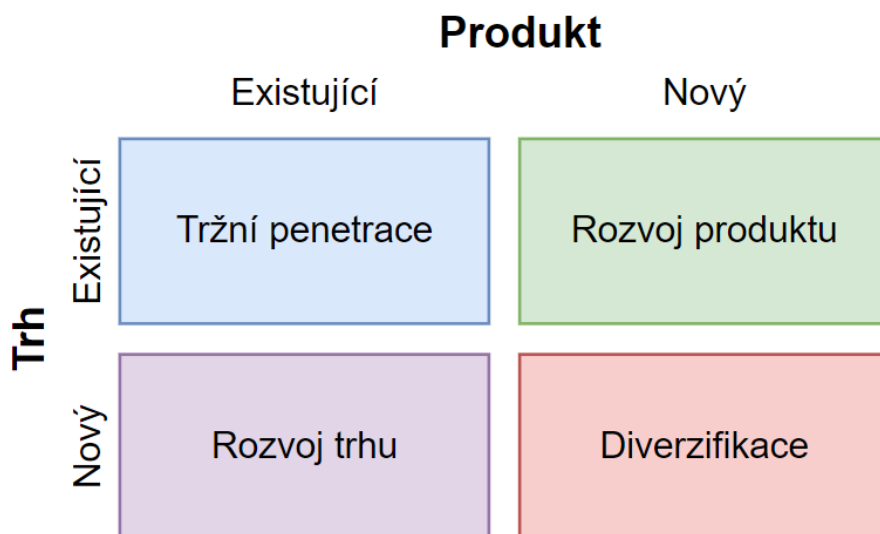 Produkt
Existující
Nový
Trh
Existující
Tržní penetrace
Rozvoj produktu
Nový
Rozvoj trhu
Diverzifikace